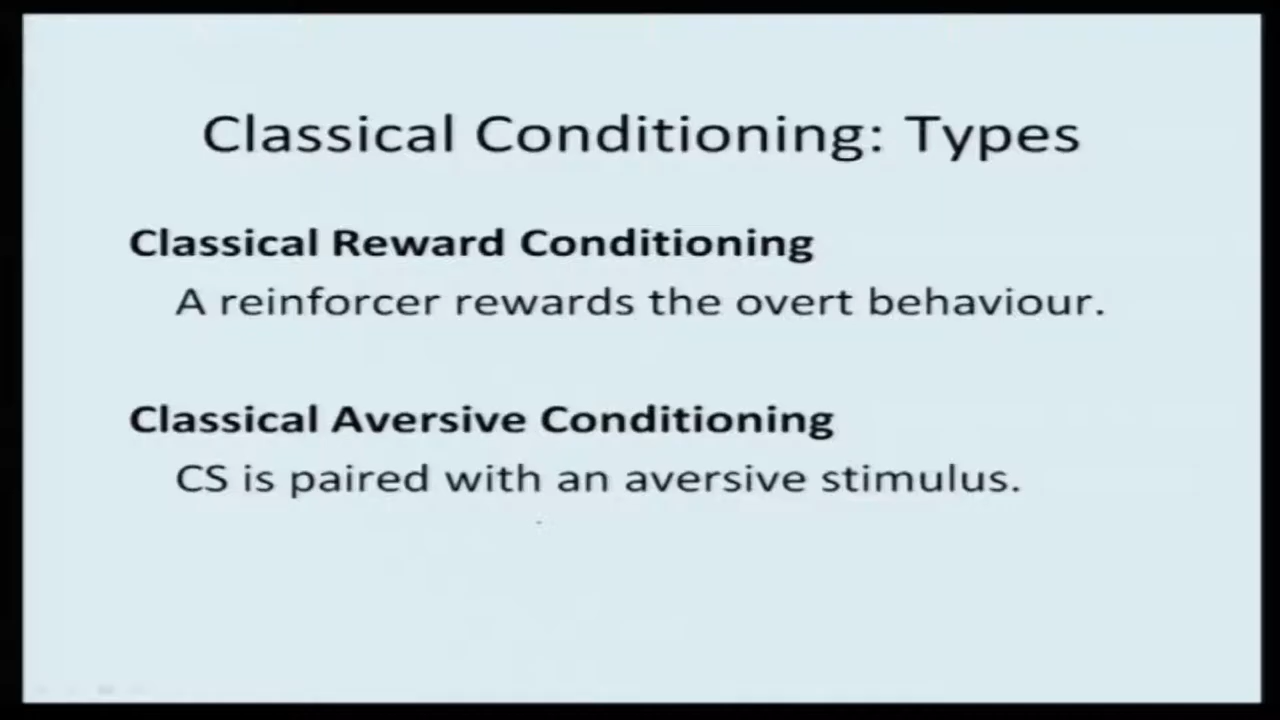 Classical Conditioning: Types
Classical Reward Conditioning
A reinforcer rewards the overt behaviour.
Classical Aversive Conditioning
CS is paired with an aversive stimulus.